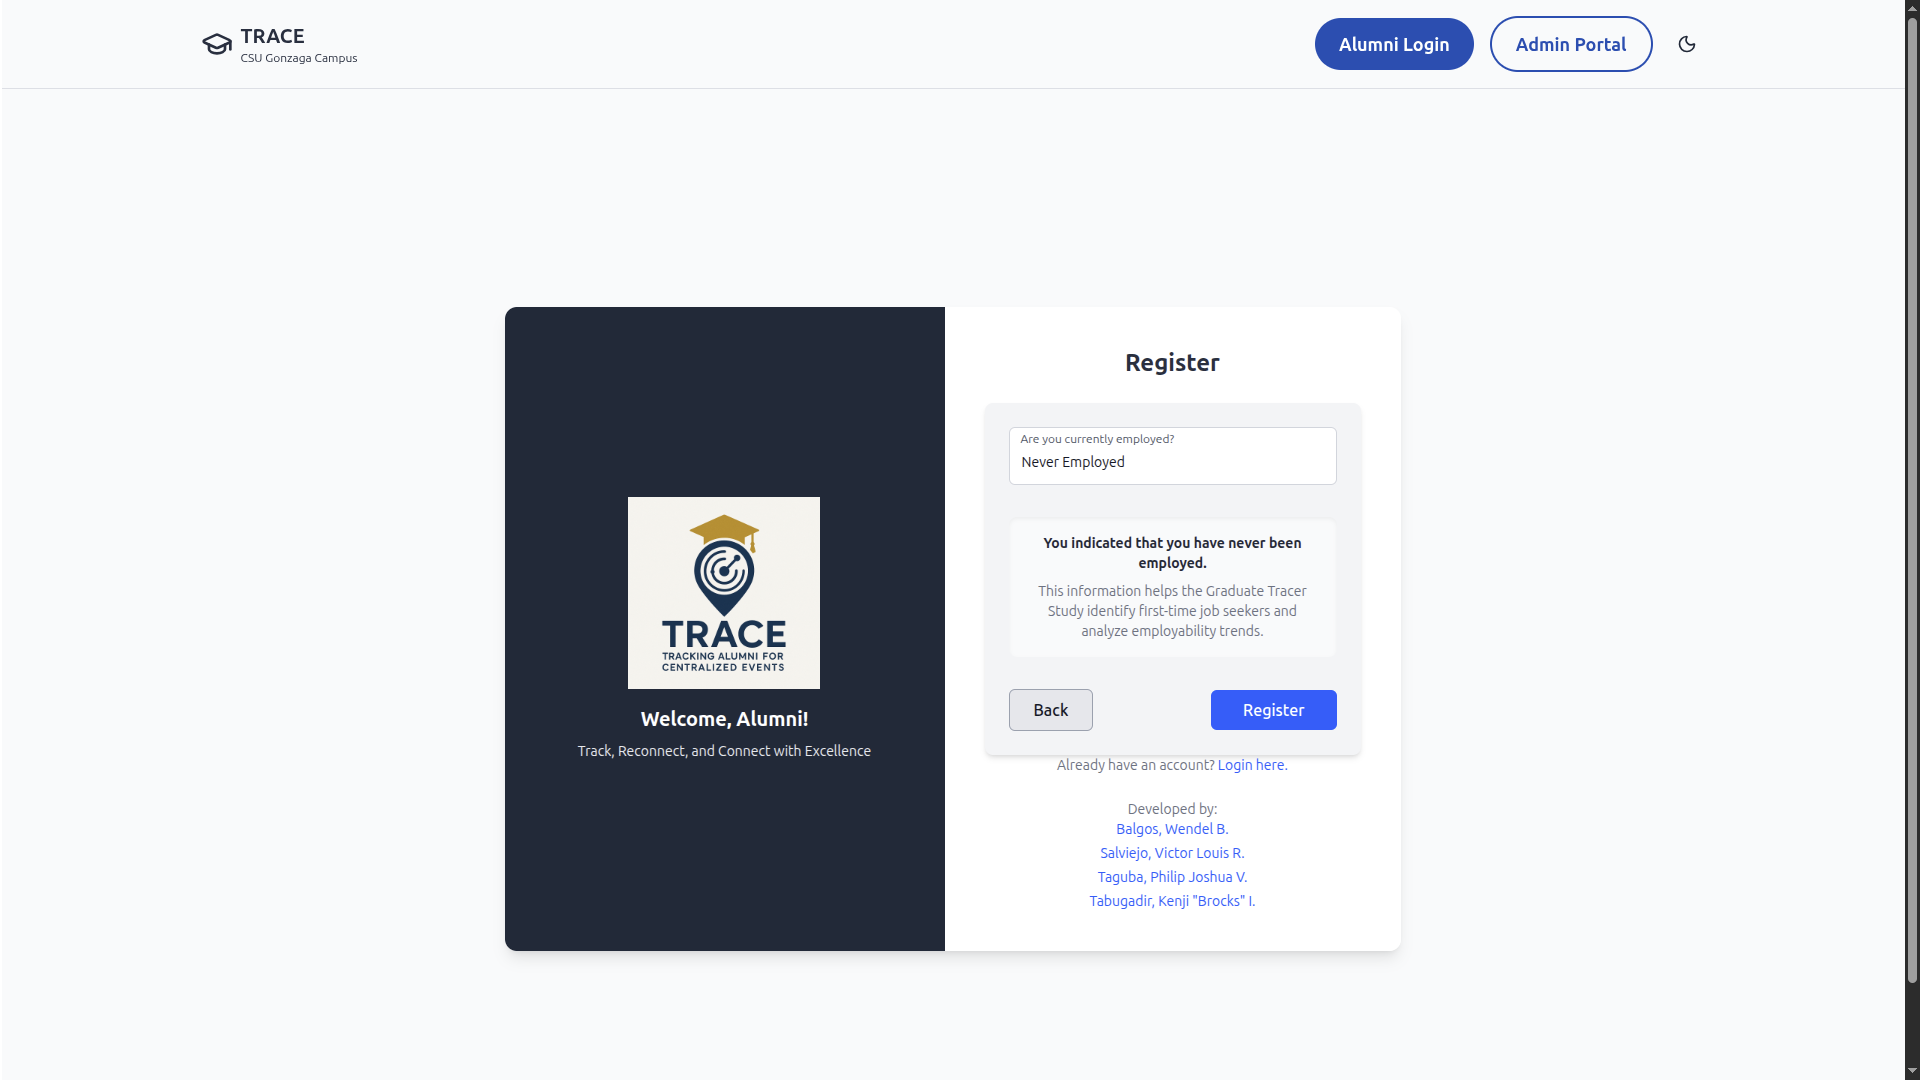 TRACE
CSU Gonzaga Campus
Alumni Login
Admin Portal
TRACE
TRACKING ALUMNI FOR
CENTRALIZED EVENTS
Welcome, Alumni!
Track, Reconnect, and Connect with Excellence
Register
Are you currently employed?
Never Employed
You indicated that you have never been
employed.
This information helps the Graduate Tracer
Study identify first-time job seekers and
analyze employability trends.
Back
Register
Already have an account? Login here.
Developed by:
Balgos, Wendel B.
Salviejo, Victor Louis R.
Taguba, Philip Joshua V.
Tabugadir, Kenji "Brocks" I.